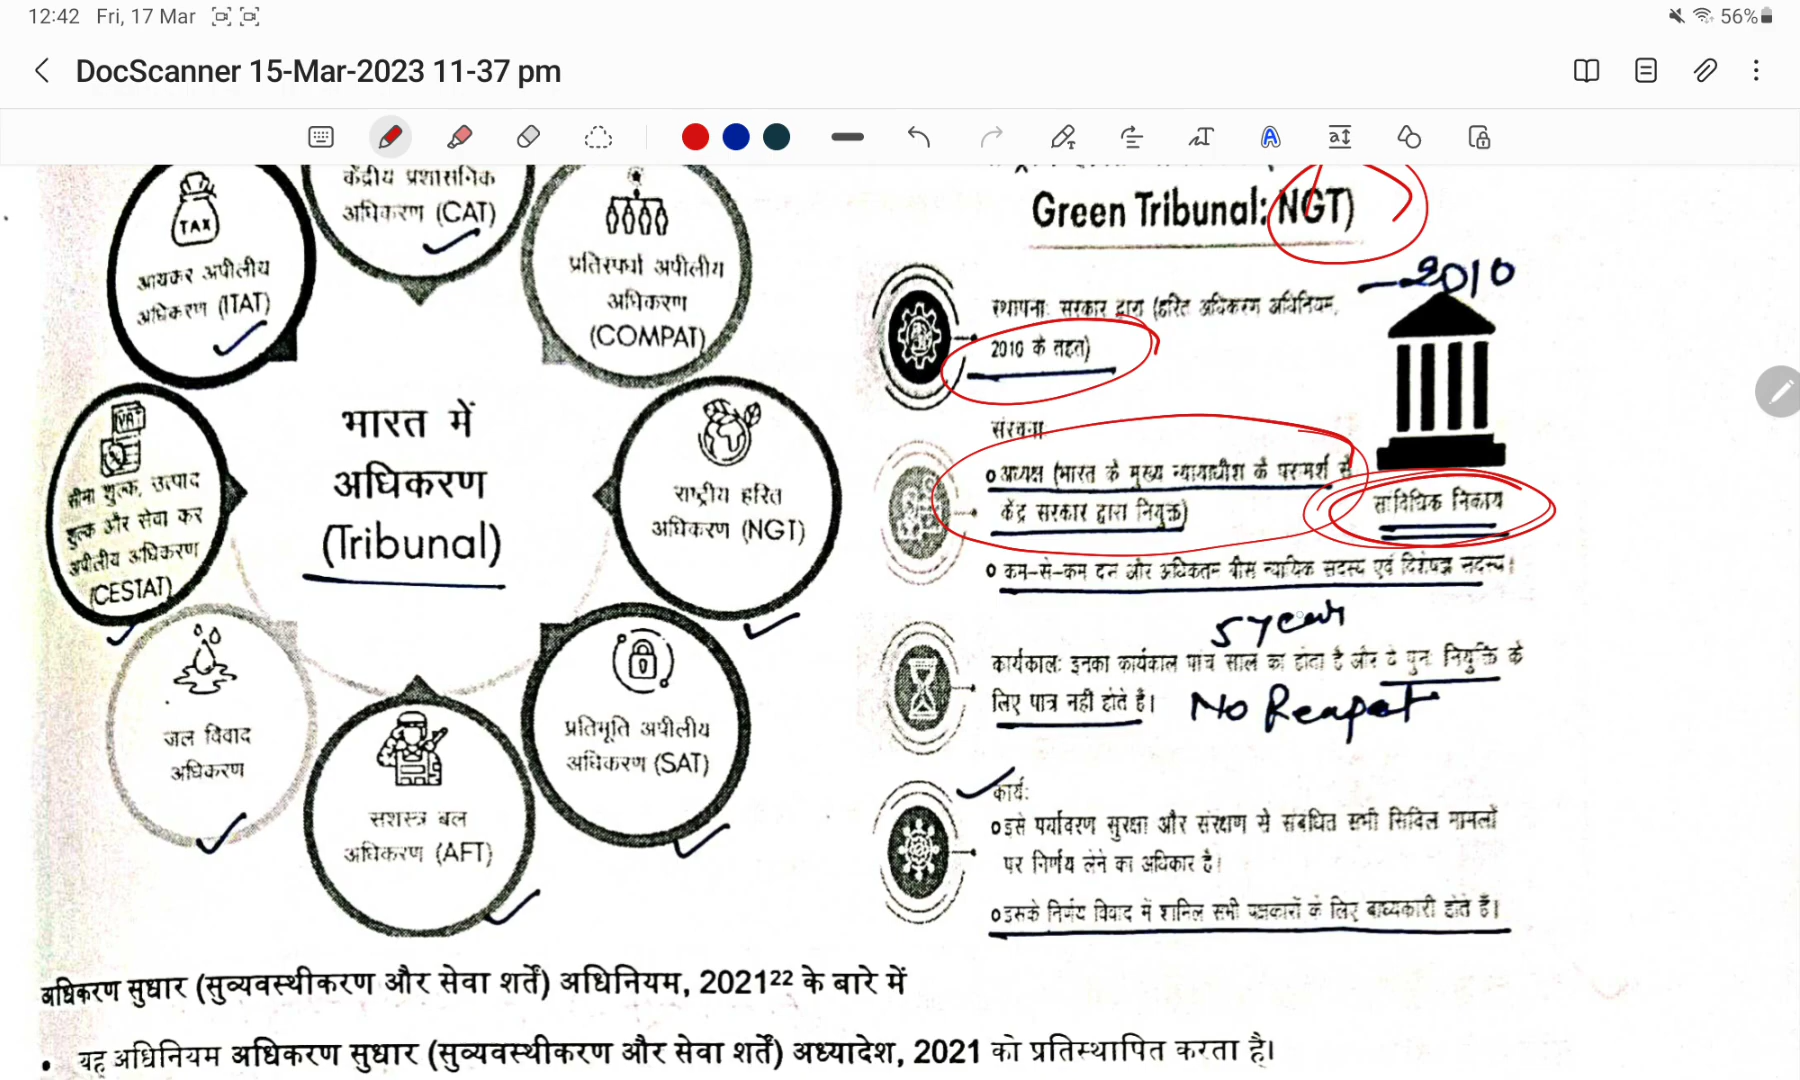 12:42 Fri, 17 Mar
56%
DocScanner 15-Mar-2023 11-37 pm
केंद्रीय प्रशासनिक
अधिकरण (CAT)
TAX
आयकर अपीलीय
अधिकरण (ITAT)
प्रतिस्पर्धा अपीलीय
अधिकरण
(COMPAT)
VAT
सीमा शुल्क, उत्पाद
शुल्क और सेवा कर
अपीलीय अधिकरण
(CESTAT)
भारत में
अधिकरण
(Tribunal)
राष्ट्रीय हरित
अधिकरण (NGT)
जल विवाद
अधिकरण
सशस्त्र बल
अधिकरण (AFT)
प्रतिभूति अपीलीय
अधिकरण (SAT)
Green Tribunal: NGT)
2010
स्थापना: सरकार द्वारा (हरित अधिकरण अधिनियम,
2010 के तहत)
संरचना
अध्यक्ष (भारत के मुख्य न्यायाधीश के परामर्श से
केंद्र सरकार द्वारा नियुक्त)
सांविधिक निकाय
कम-से-कम दस और अधिकतम बीस न्यायिक सदस्य एवं विशेषज्ञ सदस्य।
5 year
कार्यकाल: इनका कार्यकाल पांच साल का होता है और वे पुनः नियुक्ति के
लिए पात्र नहीं होते हैं।
No Reapot
कार्य:
इसे पर्यावरण सुरक्षा और संरक्षण से संबंधित सभी सिविल मामलों
पर निर्णय लेने का अधिकार है।
इसके निर्णय विवाद में शामिल सभी पक्षकारों के लिए बाध्यकारी होते हैं।
अधिकरण सुधार (सुव्यवस्थीकरण और सेवा शर्तें) अधिनियम, 2021²² के बारे में
• यह अधिनियम अधिकरण सुधार (सुव्यवस्थीकरण और सेवा शर्तें) अध्यादेश, 2021 को प्रतिस्थापित करता है।